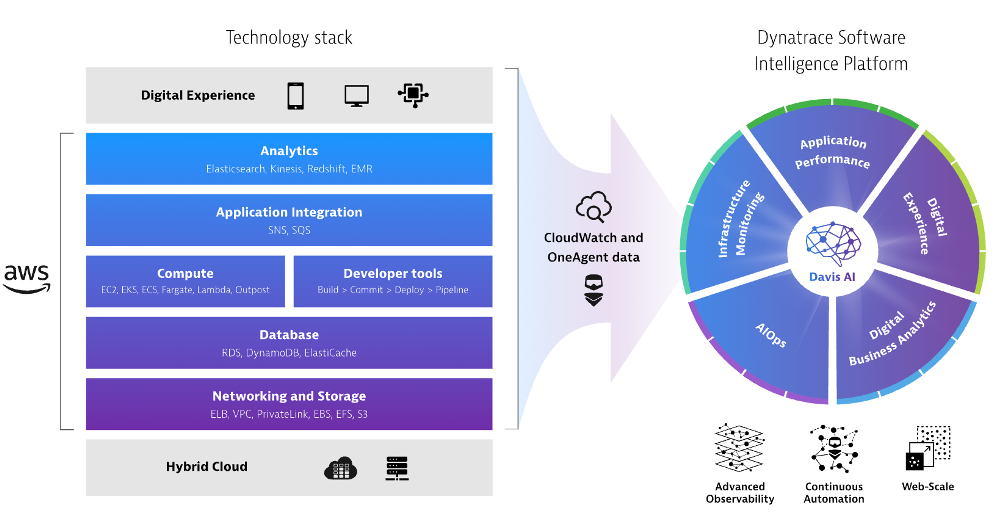 Technology stack
Dynatrace Software
Intelligence Platform
Digital Experience
aws
Analytics
Elasticsearch, Kinesis, Redshift, EMR
Application Integration
SNS, SQS
Compute
EC2, EKS, ECS, Fargate, Lambda, Outpost
Developer tools
Build > Commit > Deploy > Pipeline
Database
RDS, DynamoDB, ElastiCache
Networking and Storage
ELB, VPC, PrivateLink, EBS, EFS, S3
Hybrid Cloud
CloudWatch and
OneAgent data
Application
Performance
Digital
Experience
Digital
Business Analytics
AIOps
Infrastructure
Monitoring
Davis AI
Advanced
Observability
Continuous
Automation
Web-Scale